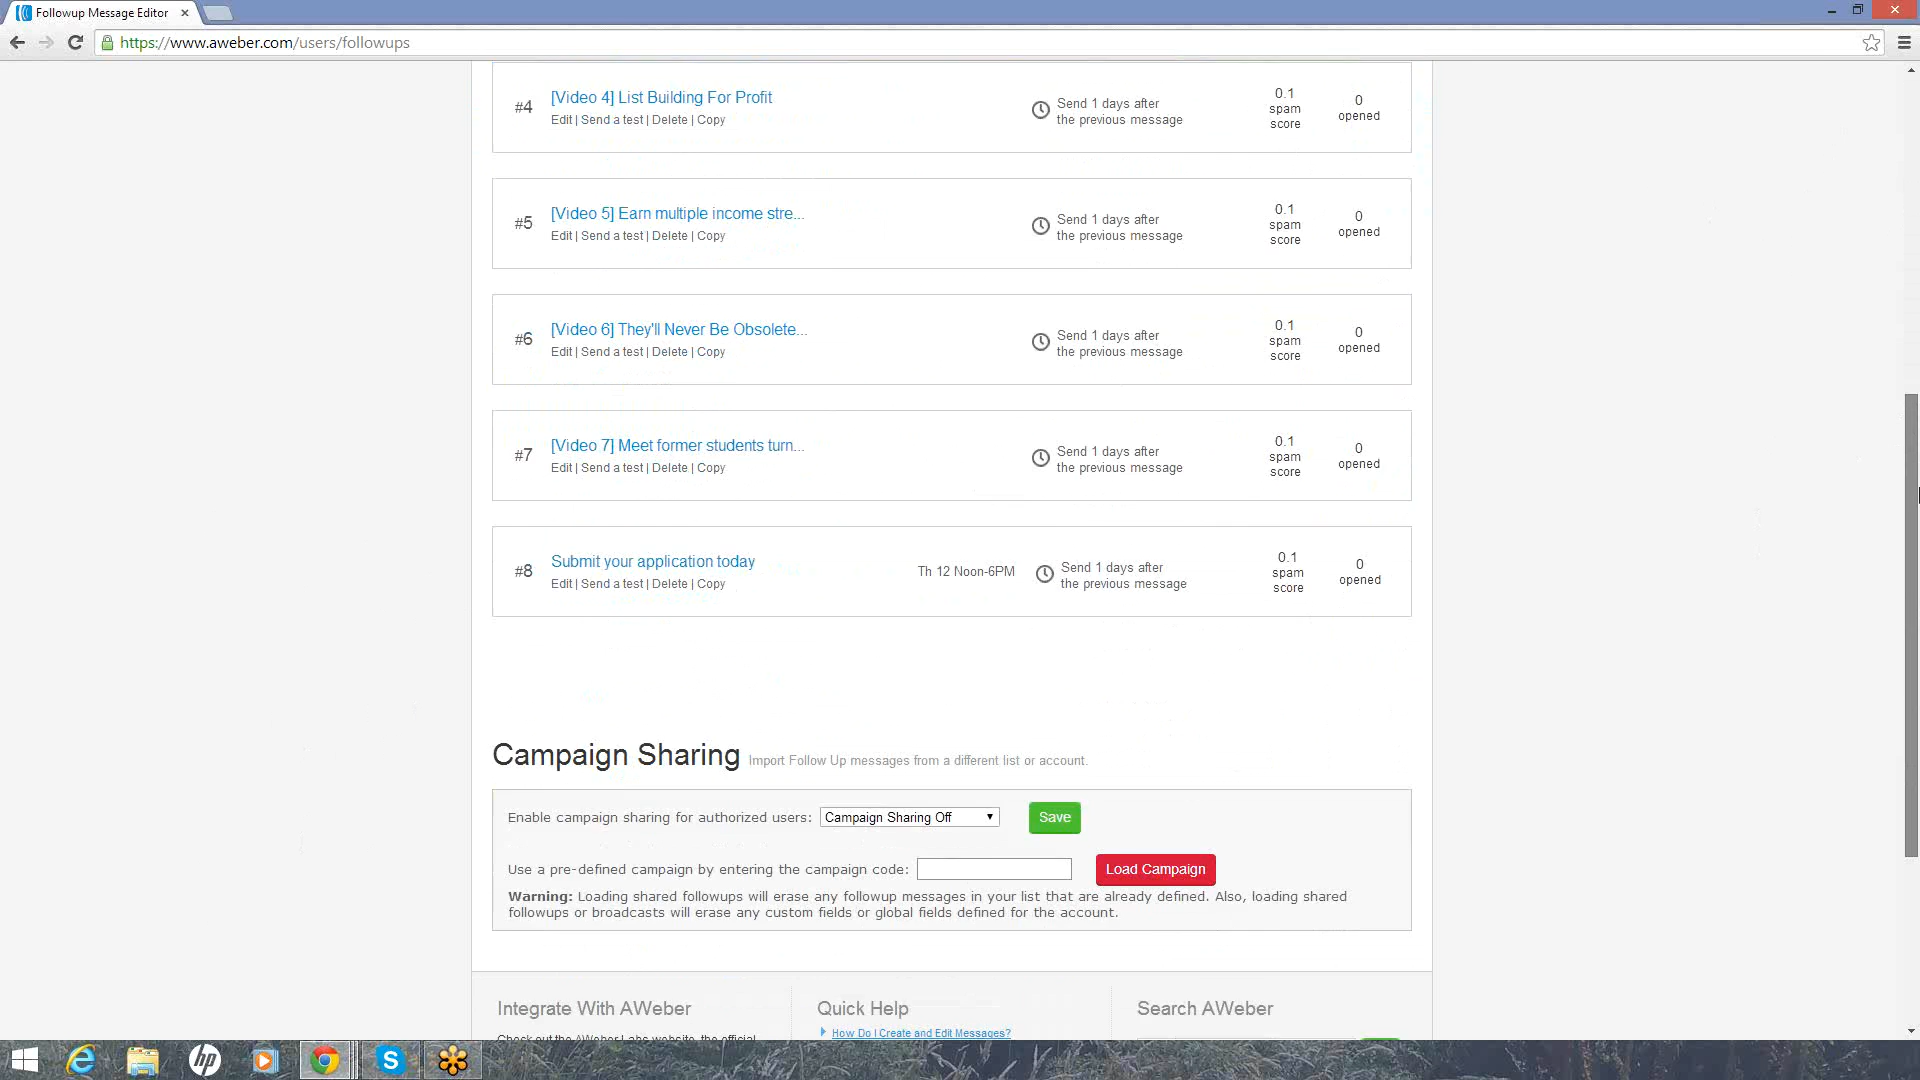 Followup Message Editor
https://www.aweber.com/users/followups
#4
[Video 4] List Building For Profit
Edit | Send a test | Delete | Copy
Send 1 days after
the previous message
0.1
spam
score
0
opened
#5
[Video 5] Earn multiple income stre...
Edit | Send a test | Delete | Copy
Send 1 days after
the previous message
0.1
spam
score
0
opened
#6
[Video 6] They'll Never Be Obsolete...
Edit | Send a test | Delete | Copy
Send 1 days after
the previous message
0.1
spam
score
0
opened
#7
[Video 7] Meet former students turn...
Edit | Send a test | Delete | Copy
Send 1 days after
the previous message
0.1
spam
score
0
opened
#8
Submit your application today
Edit | Send a test | Delete | Copy
Th 12 Noon-6PM
Send 1 days after
the previous message
0.1
spam
score
0
opened
Campaign Sharing Import Follow Up messages from a different list or account.
Enable campaign sharing for authorized users: Campaign Sharing Off Save
Use a pre-defined campaign by entering the campaign code: Load Campaign
Warning: Loading shared followups will erase any followup messages in your list that are already defined. Also, loading shared
followups or broadcasts will erase any custom fields or global fields defined for the account.
Integrate With AWeber
Check out the AWeber Labs website, the official
Quick Help
How Do I Create and Edit Messages?
Search AWeber
hp